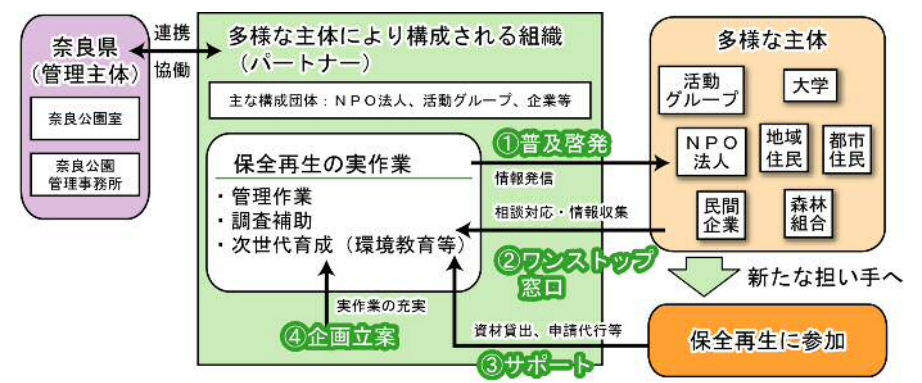 奈良県
(管理主体)
奈良公園室
奈良公園
管理事務所
連携
協働
多様な主体により構成される組織
(パートナー)
主な構成団体:NPO法人、活動グループ、企業等
保全再生の実作業
・管理作業
・調査補助
・次世代育成(環境教育等)
①普及啓発
情報発信
相談対応・情報収集
②ワンストップ
窓口
実作業の充実
④企画立案
資材貸出、申請代行等
③サポート
多様な主体
活動
グループ
大学
NPO
法人
地域
住民
都市
住民
民間
企業
森林
組合
新たな担い手へ
保全再生に参加